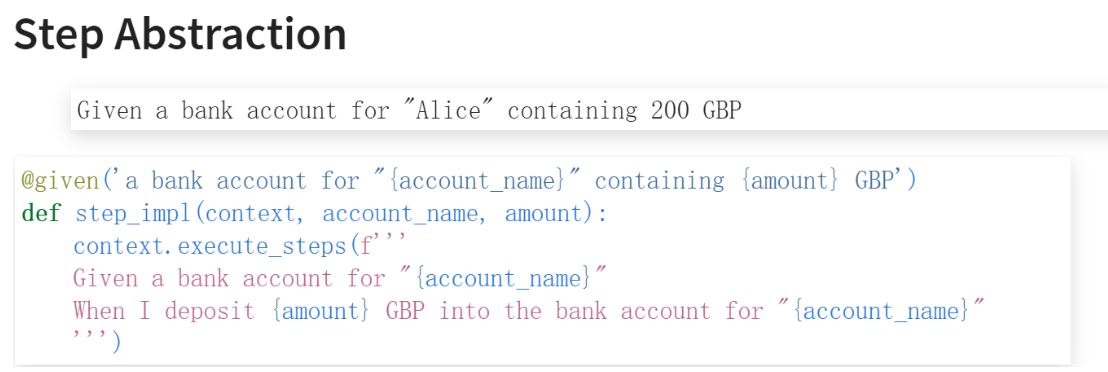 Step Abstraction
Given a bank account for "Alice" containing 200 GBP
@given('a bank account for "{account_name}" containing {amount} GBP')
def step_impl(context, account_name, amount):
    context.execute_steps(f'''
    Given a bank account for "{account_name}"
    When I deposit {amount} GBP into the bank account for "{account_name}"
    ''')